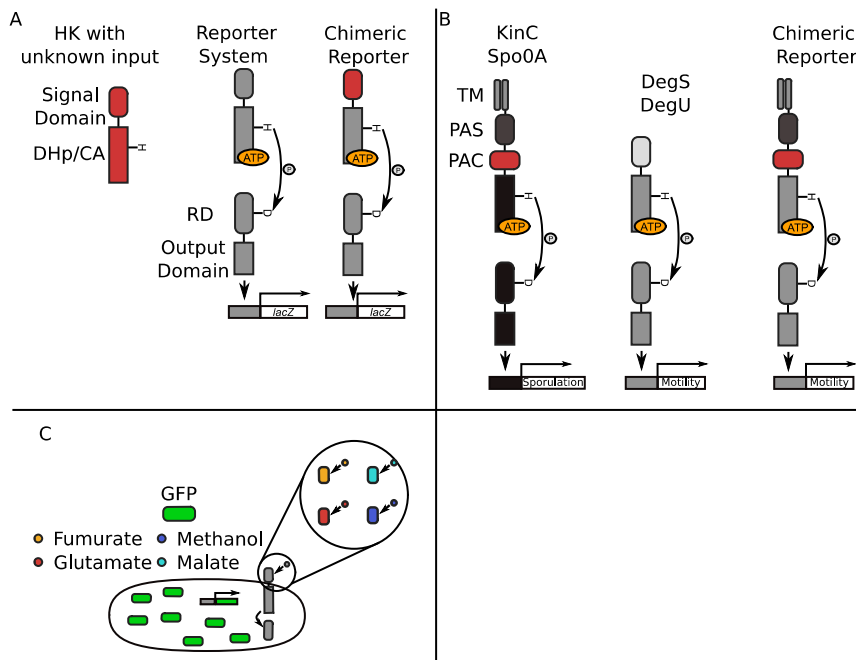 A
HK with
unknown input
Reporter
System
Chimeric
Reporter
Signal
Domain
DHp/CA
H
H
H
ATP
ATP
P
P
RD
D
D
Output
Domain
lacZ
lacZ
B
KinC
Spo0A
DegS
DegU
Chimeric
Reporter
TM
PAS
PAC
H
H
H
ATP
ATP
ATP
P
P
P
D
D
D
Sporulation
Motility
Motility
C
GFP
Fumurate
Methanol
Glutamate
Malate